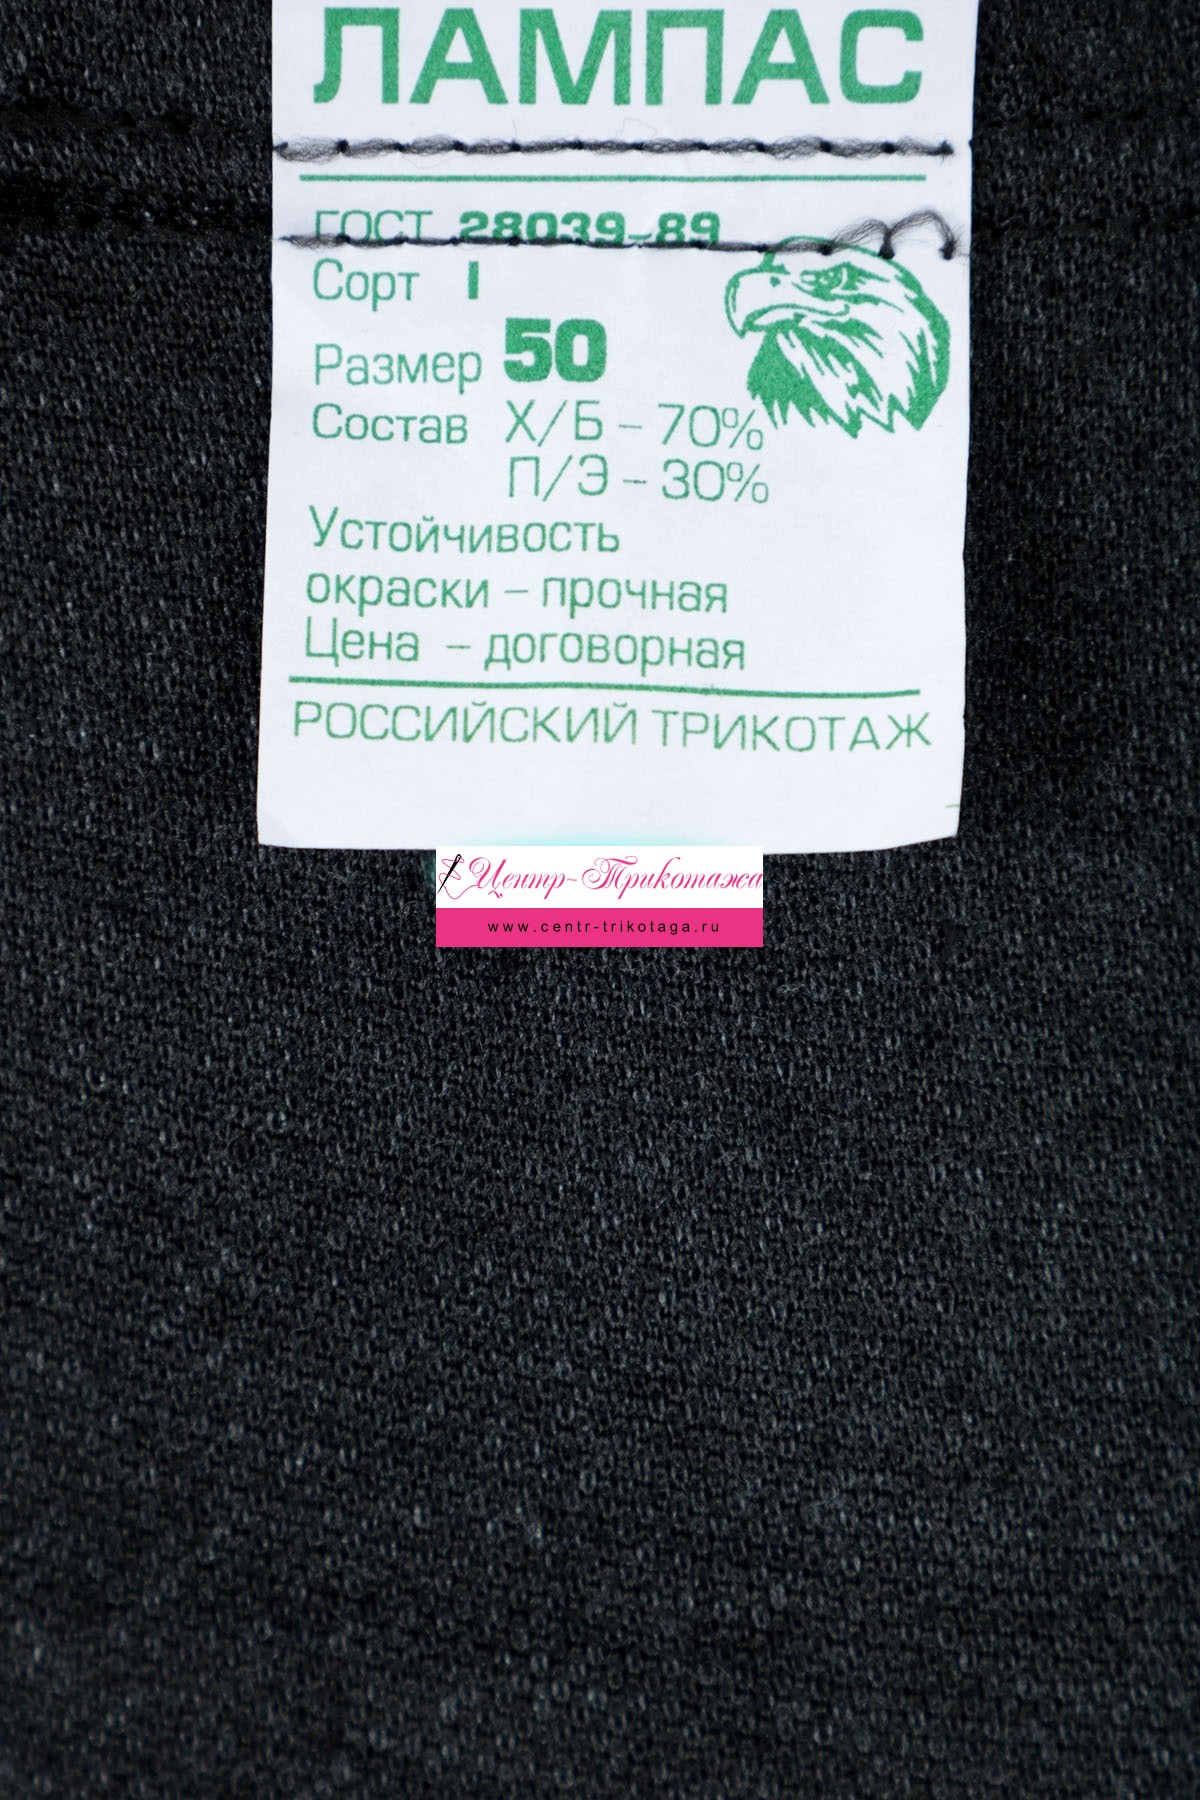 ЛАМПАС
ГОСТ 28039-89
Сорт I
Размер 50
Состав Х/Б – 70%
П/Э – 30%
Устойчивость
окраски – прочная
Цена – договорная
РОССИЙСКИЙ ТРИКОТАЖ
Центр-Трикотажа
www.centr-trikotaga.ru